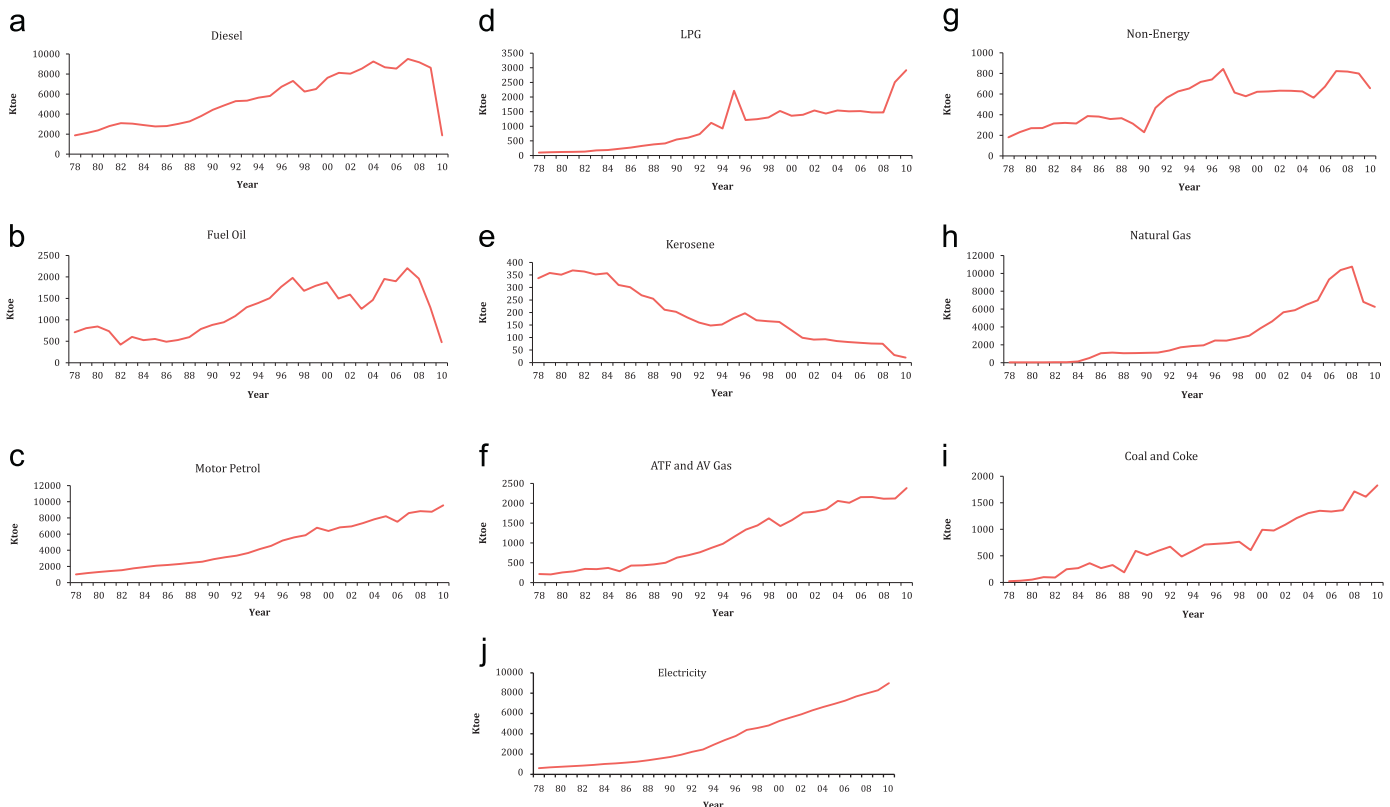 a
Diesel
10000
8000
6000
4000
2000
0
Ktoe
78 80 82 84 86 88 90 92 94 96 98 00 02 04 06 08 10
Year
b
Fuel Oil
2500
2000
1500
1000
500
0
Ktoe
78 80 82 84 86 88 90 92 94 96 98 00 02 04 06 08 10
Year
c
Motor Petrol
12000
10000
8000
6000
4000
2000
0
Ktoe
78 80 82 84 86 88 90 92 94 96 98 00 02 04 06 08 10
Year
d
LPG
3500
3000
2500
2000
1500
1000
500
0
Ktoe
78 80 82 84 86 88 90 92 94 96 98 00 02 04 06 08 10
Year
e
Kerosene
400
350
300
250
200
150
100
50
0
Ktoe
78 80 82 84 86 88 90 92 94 96 98 00 02 04 06 08 10
Year
f
ATF and AV Gas
2500
2000
1500
1000
500
0
Ktoe
78 80 82 84 86 88 90 92 94 96 98 00 02 04 06 08 10
Year
g
Non-Energy
1000
800
600
400
200
0
Ktoe
78 80 82 84 86 88 90 92 94 96 98 00 02 04 06 08 10
Year
h
Natural Gas
12000
10000
8000
6000
4000
2000
0
Ktoe
78 80 82 84 86 88 90 92 94 96 98 00 02 04 06 08 10
Year
i
Coal and Coke
2000
1500
1000
500
0
Ktoe
78 80 82 84 86 88 90 92 94 96 98 00 02 04 06 08 10
Year
j
Electricity
10000
8000
6000
4000
2000
0
Ktoe
78 80 82 84 86 88 90 92 94 96 98 00 02 04 06 08 10
Year